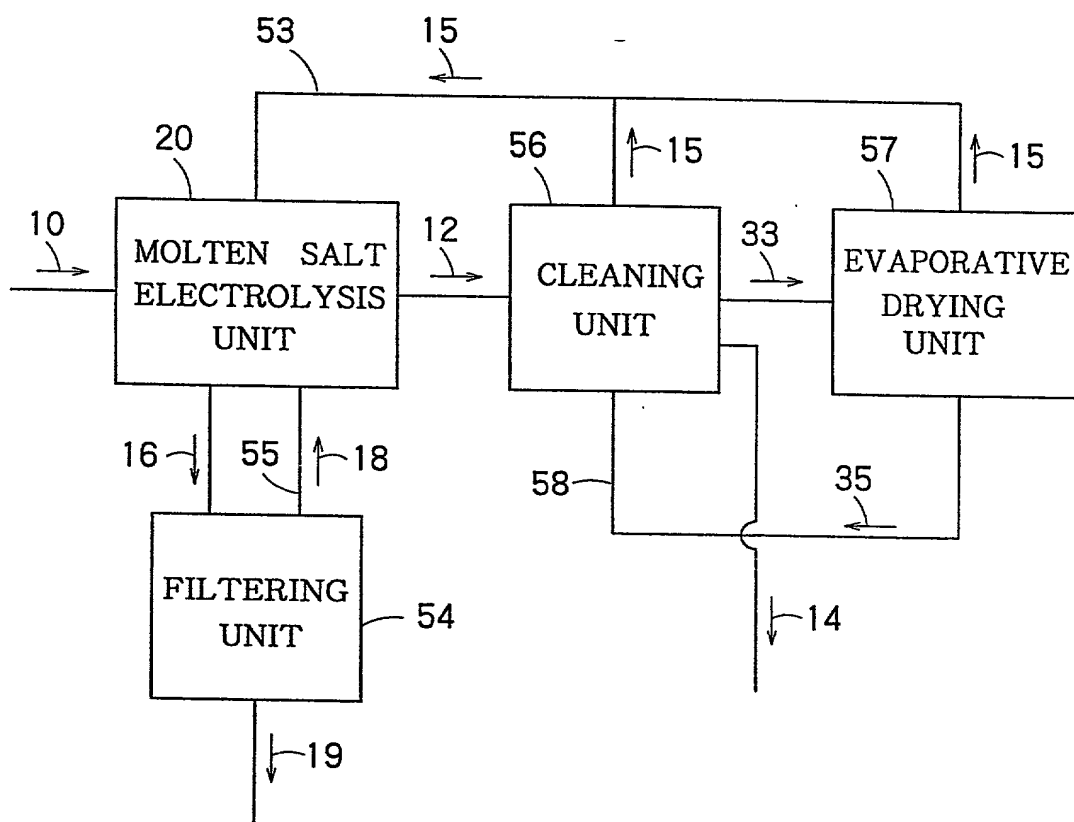 53
15
20
56
15
57
15
10
MOLTEN SALT
ELECTROLYSIS
UNIT
12
CLEANING
UNIT
33
EVAPORATIVE
DRYING
UNIT
16
55
18
58
35
FILTERING
UNIT
54
14
19